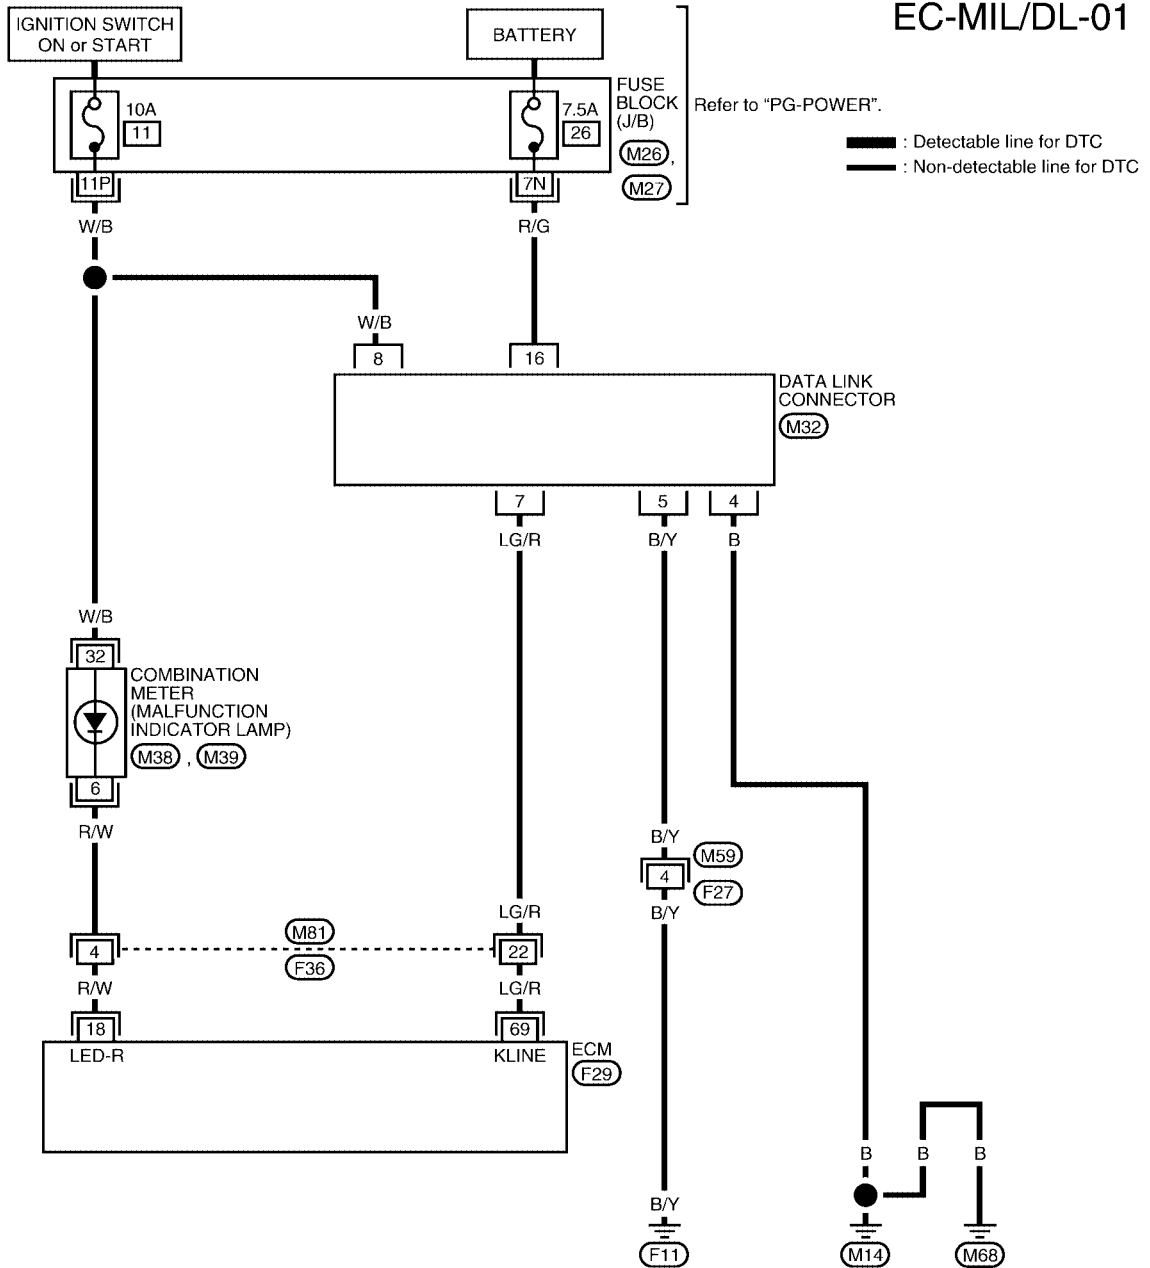 EC-MIL/DL-01
IGNITION SWITCH
ON or START
BATTERY
10A
11
7.5A
26
FUSE
BLOCK
(J/B)
M26 ,
M27
Refer to “PG-POWER”.
: Detectable line for DTC
: Non-detectable line for DTC
11P
7N
W/B
R/G
W/B
8
16
DATA LINK
CONNECTOR
M32
7
5
4
LG/R
B/Y
B
W/B
32
COMBINATION
METER
(MALFUNCTION
INDICATOR LAMP)
M38 , M39
6
R/W
B/Y
M59
4
F27
B/Y
LG/R
M81
4
22
F36
R/W
LG/R
18
69
LED-R
KLINE
ECM
F29
B
B
B
B/Y
F11
M14
M68